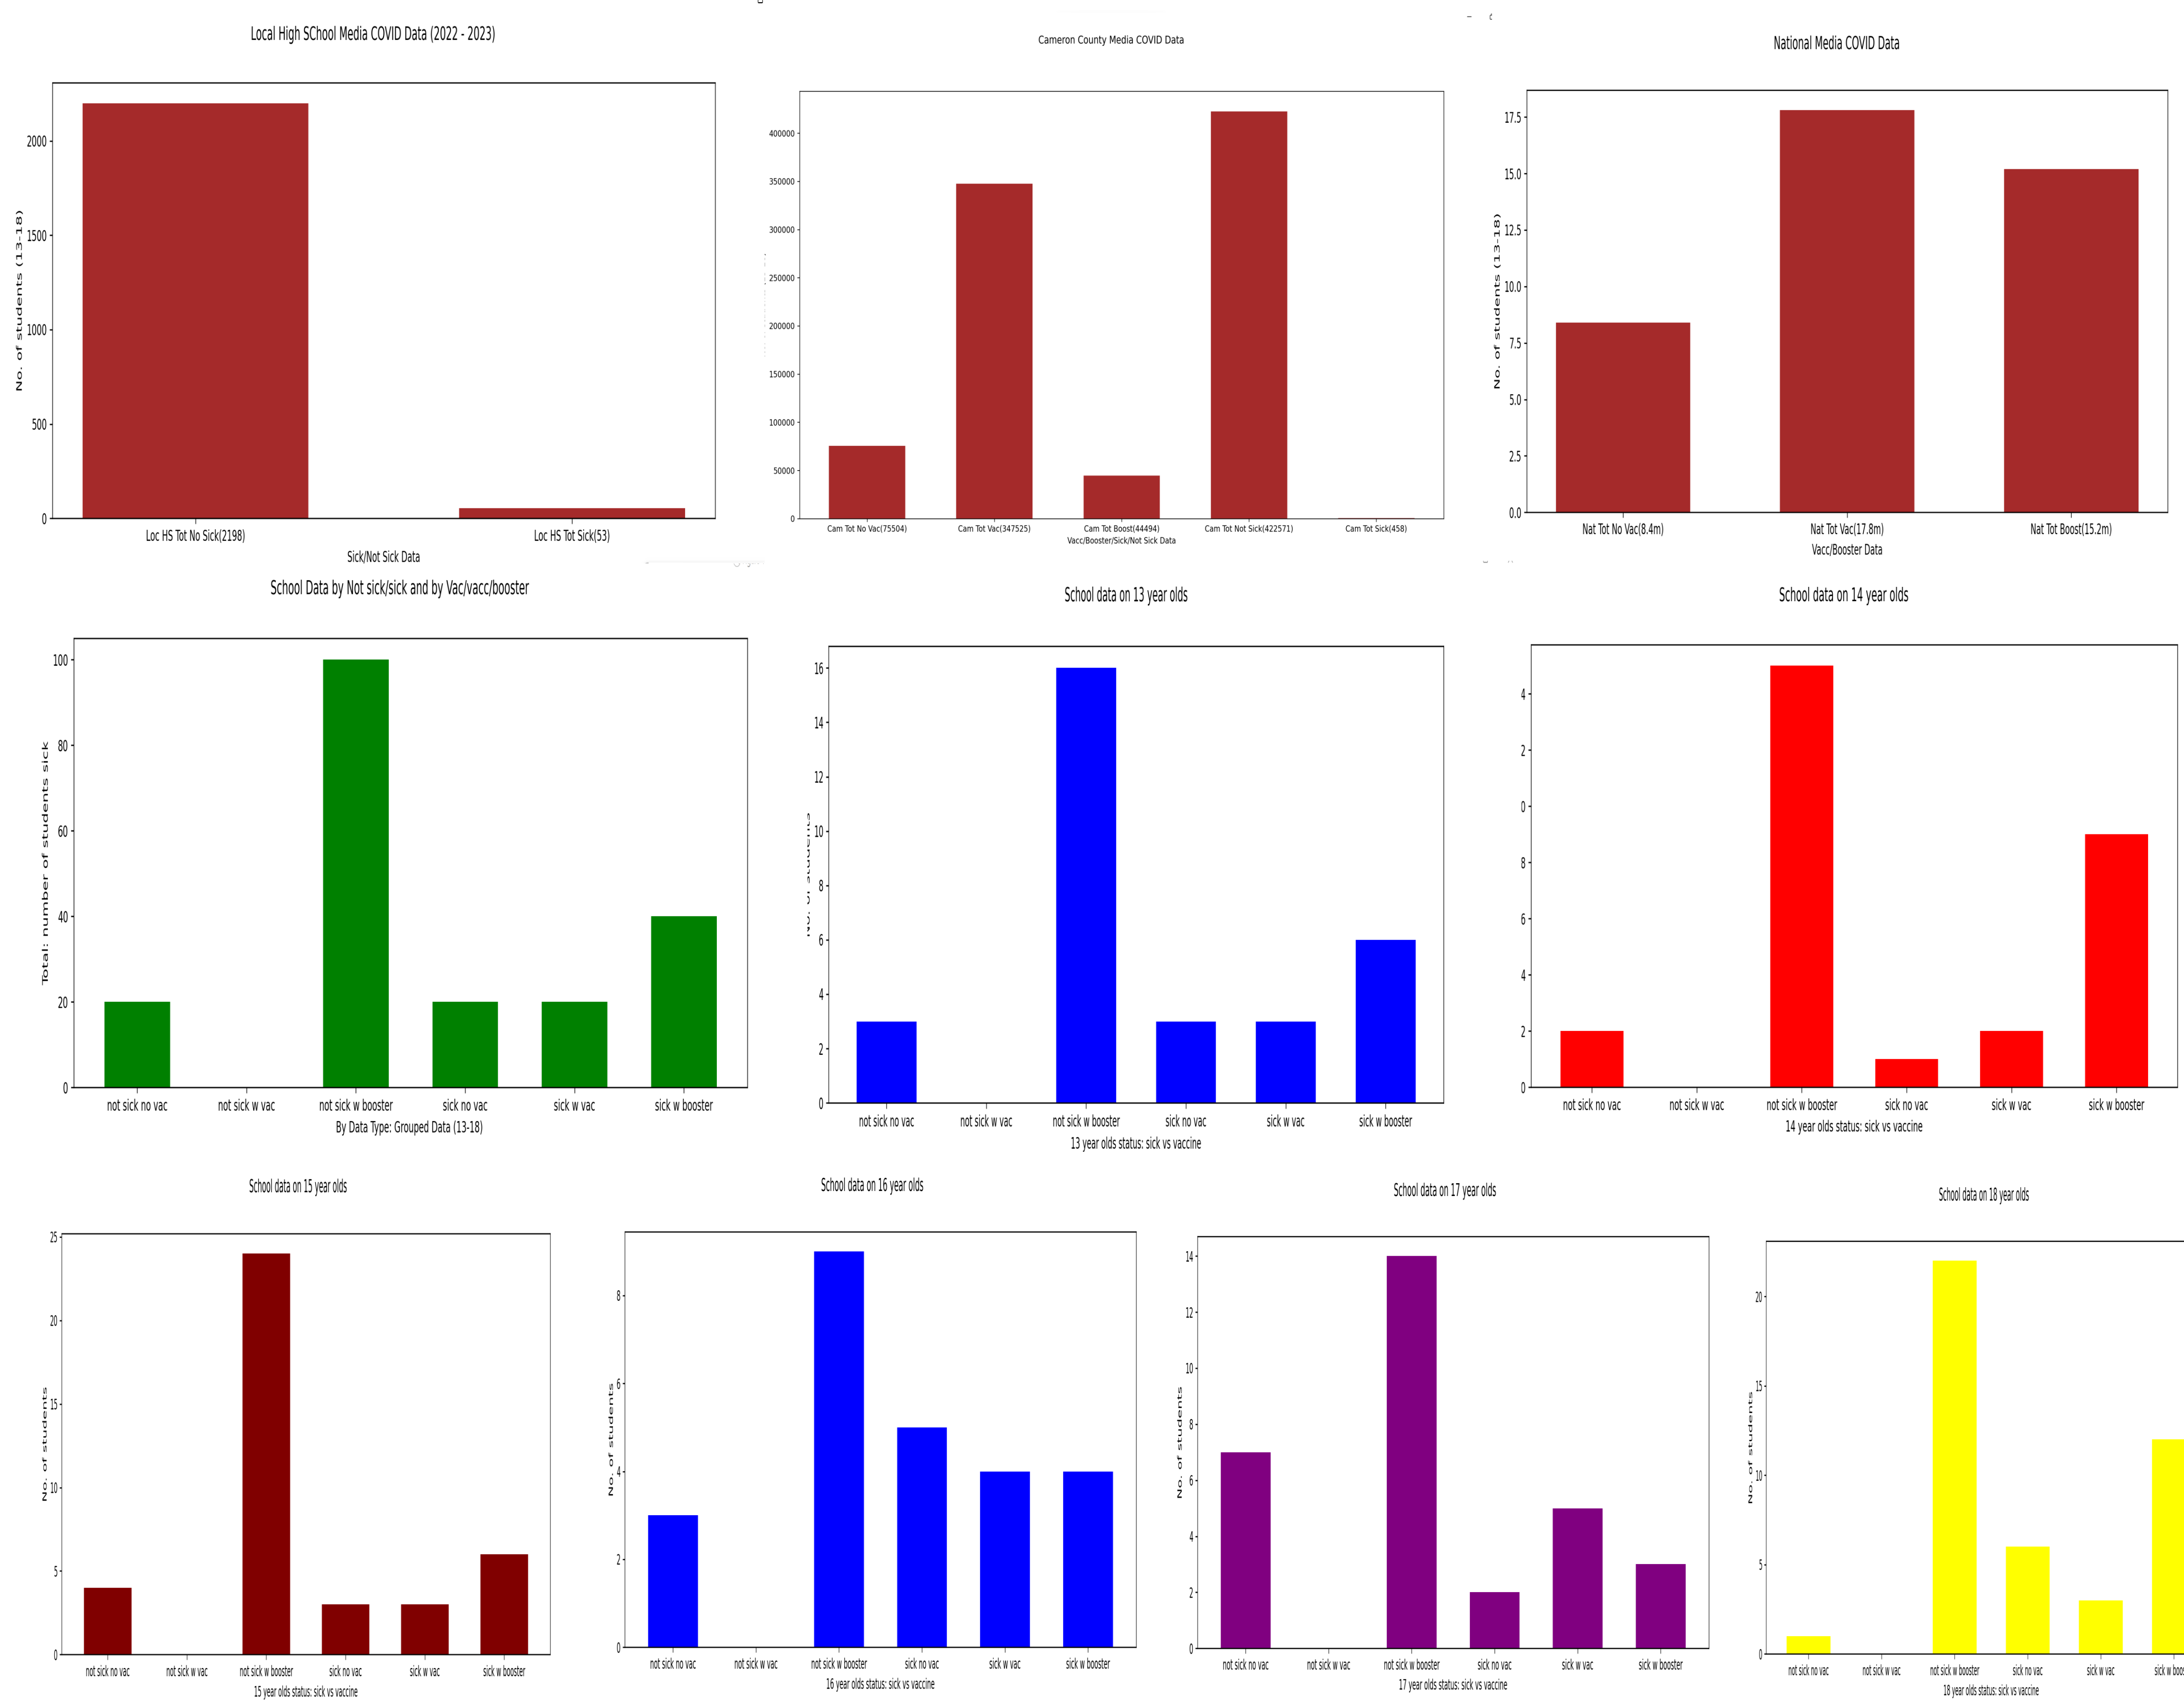 Local High SChool Media COVID Data (2022 - 2023)
No. of students (13-18)
2000
1500
1000
500
0
Loc HS Tot No Sick(2198)
Loc HS Tot Sick(53)
Sick/Not Sick Data
Cameron County Media COVID Data
400000
350000
300000
250000
200000
150000
100000
50000
0
Cam Tot No Vac(75504)
Cam Tot Vac(347525)
Cam Tot Boost(44494)
Cam Tot Not Sick(422571)
Cam Tot Sick(458)
Vacc/Booster/Sick/Not Sick Data
National Media COVID Data
No. of students (13-18)
17.5
15.0
12.5
10.0
7.5
5.0
2.5
0.0
Nat Tot No Vac(8.4m)
Nat Tot Vac(17.8m)
Nat Tot Boost(15.2m)
Vacc/Booster Data
School Data by Not sick/sick and by Vac/vacc/booster
Total: number of students sick
100
80
60
40
20
0
not sick no vac
not sick w vac
not sick w booster
sick no vac
sick w vac
sick w booster
By Data Type: Grouped Data (13-18)
School data on 13 year olds
No. of students
16
14
12
10
8
6
4
2
0
not sick no vac
not sick w vac
not sick w booster
sick no vac
sick w vac
sick w booster
13 year olds status: sick vs vaccine
School data on 14 year olds
4
2
0
8
6
4
2
0
not sick no vac
not sick w vac
not sick w booster
sick no vac
sick w vac
sick w booster
14 year olds status: sick vs vaccine
School data on 15 year olds
No. of students
25
20
15
10
5
0
not sick no vac
not sick w vac
not sick w booster
sick no vac
sick w vac
sick w booster
15 year olds status: sick vs vaccine
School data on 16 year olds
No. of students
8
6
4
2
0
not sick no vac
not sick w vac
not sick w booster
sick no vac
sick w vac
sick w booster
16 year olds status: sick vs vaccine
School data on 17 year olds
No. of students
14
12
10
8
6
4
2
0
not sick no vac
not sick w vac
not sick w booster
sick no vac
sick w vac
sick w booster
17 year olds status: sick vs vaccine
School data on 18 year olds
No. of students
20
15
10
5
0
not sick no vac
not sick w vac
not sick w booster
sick no vac
sick w vac
sick w boos
18 year olds status: sick vs vaccine